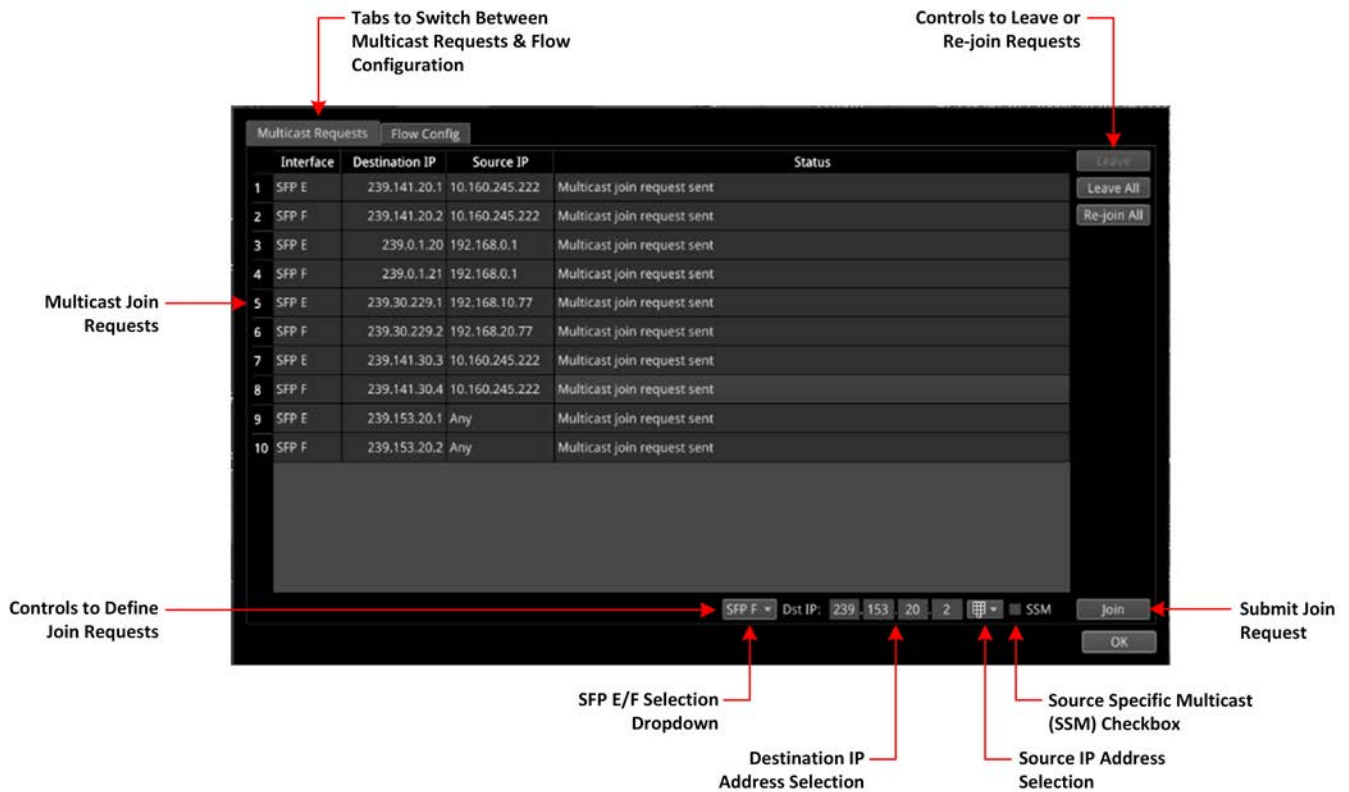 Tabs to Switch Between
Multicast Requests & Flow
Configuration
Controls to Leave or
Re-join Requests
Multicast Requests Flow Config
Interface Destination IP Source IP Status
Leave
1 SFP E 239.141.20.1 10.160.245.222 Multicast join request sent
Leave All
2 SFP F 239.141.20.2 10.160.245.222 Multicast join request sent
Re-join All
3 SFP E 239.0.1.20 192.168.0.1 Multicast join request sent
4 SFP F 239.0.1.21 192.168.0.1 Multicast join request sent
Multicast Join
Requests
5 SFP E 239.30.229.1 192.168.10.77 Multicast join request sent
6 SFP F 239.30.229.2 192.168.20.77 Multicast join request sent
7 SFP E 239.141.30.3 10.160.245.222 Multicast join request sent
8 SFP F 239.141.30.4 10.160.245.222 Multicast join request sent
9 SFP E 239.153.20.1 Any Multicast join request sent
10 SFP F 239.153.20.2 Any Multicast join request sent
Controls to Define
Join Requests
SFP F Dst IP: 239 . 153 . 20 . 2 SSM Join
OK
Submit Join
Request
SFP E/F Selection
Dropdown
Source Specific Multicast
(SSM) Checkbox
Destination IP
Address Selection
Source IP Address
Selection